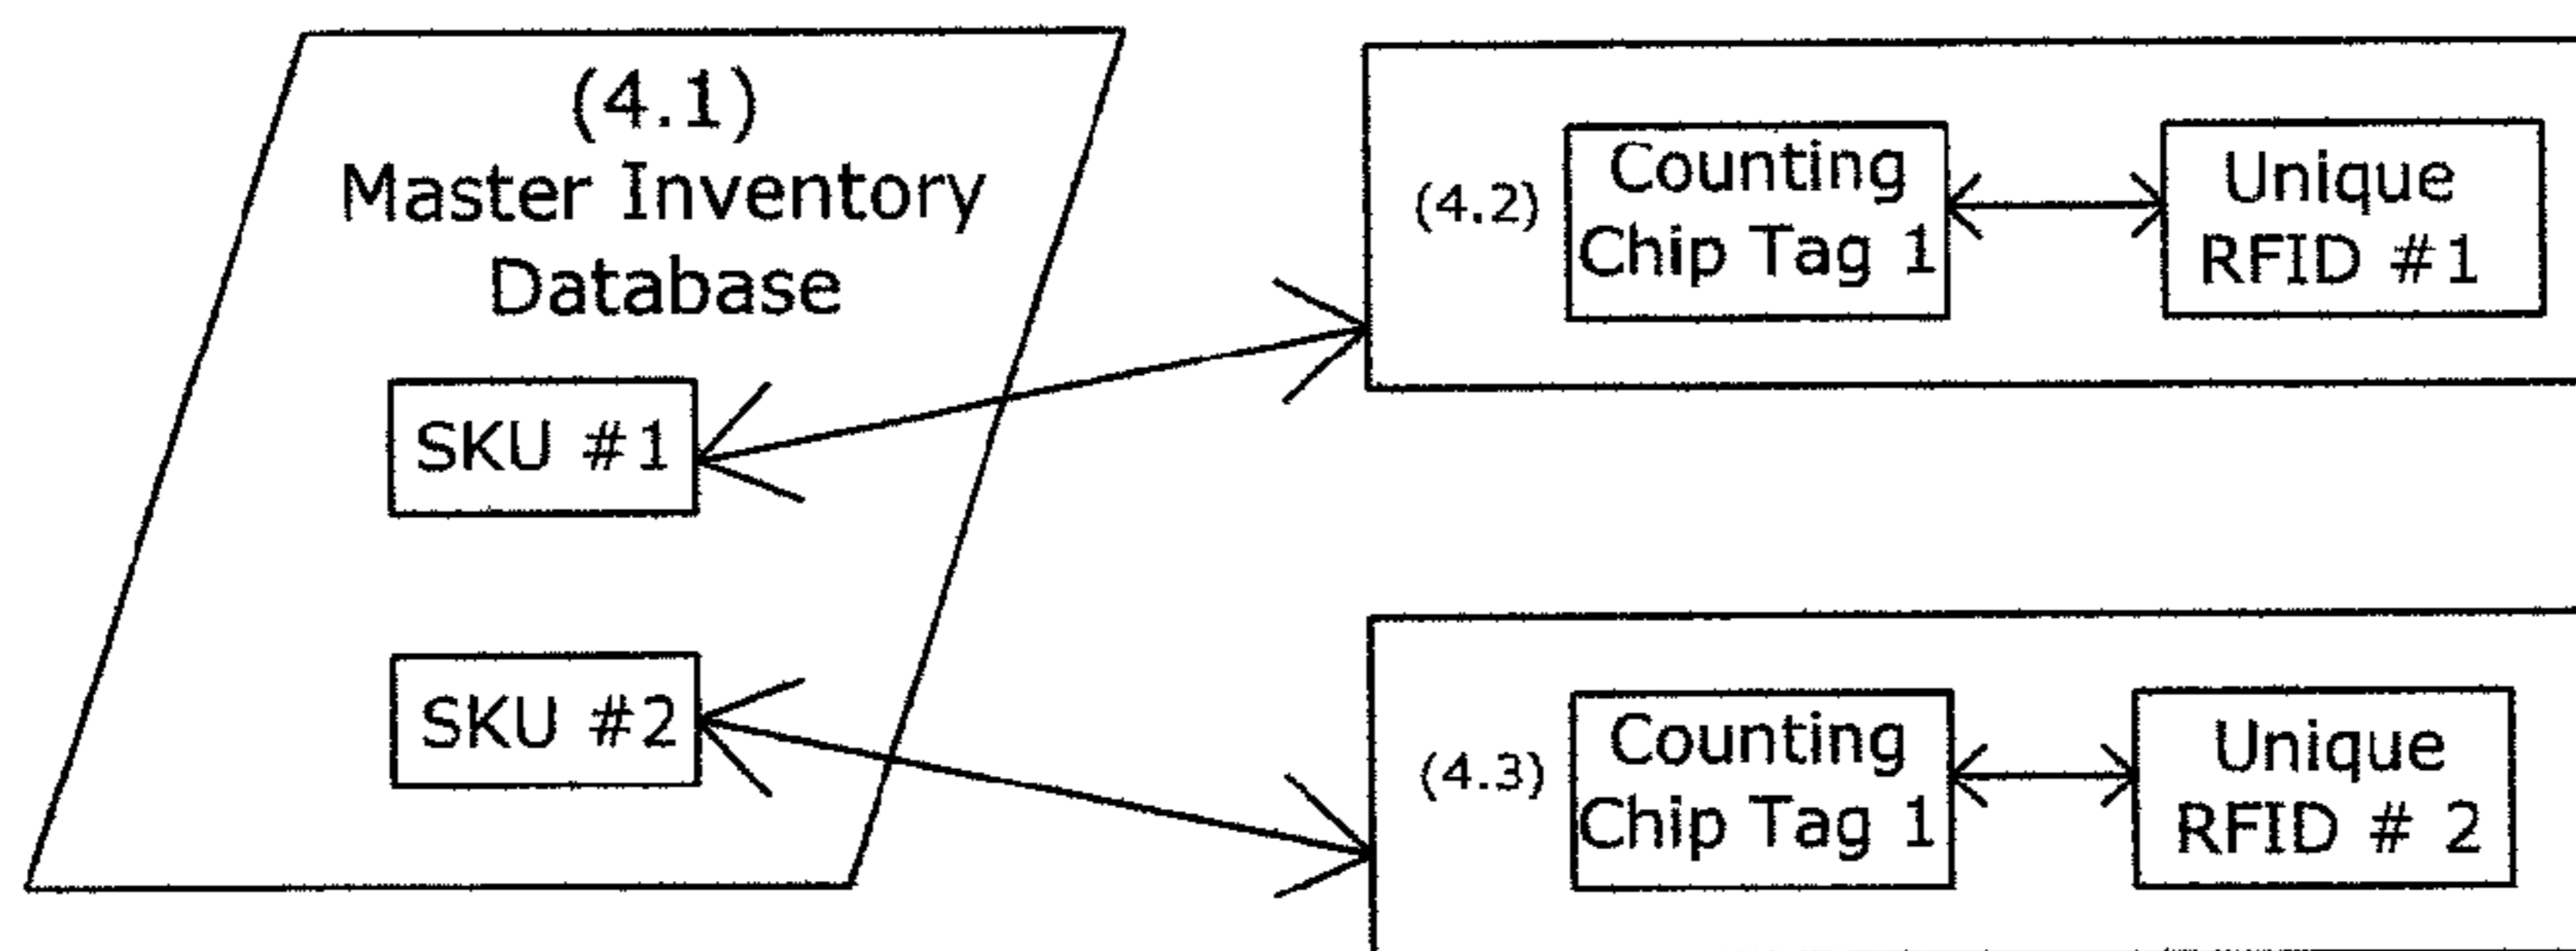 (4.1)
Master Inventory
Database
SKU #1
SKU #2
(4.2)
Counting
Chip Tag 1
Unique
RFID #1
(4.3)
Counting
Chip Tag 1
Unique
RFID # 2